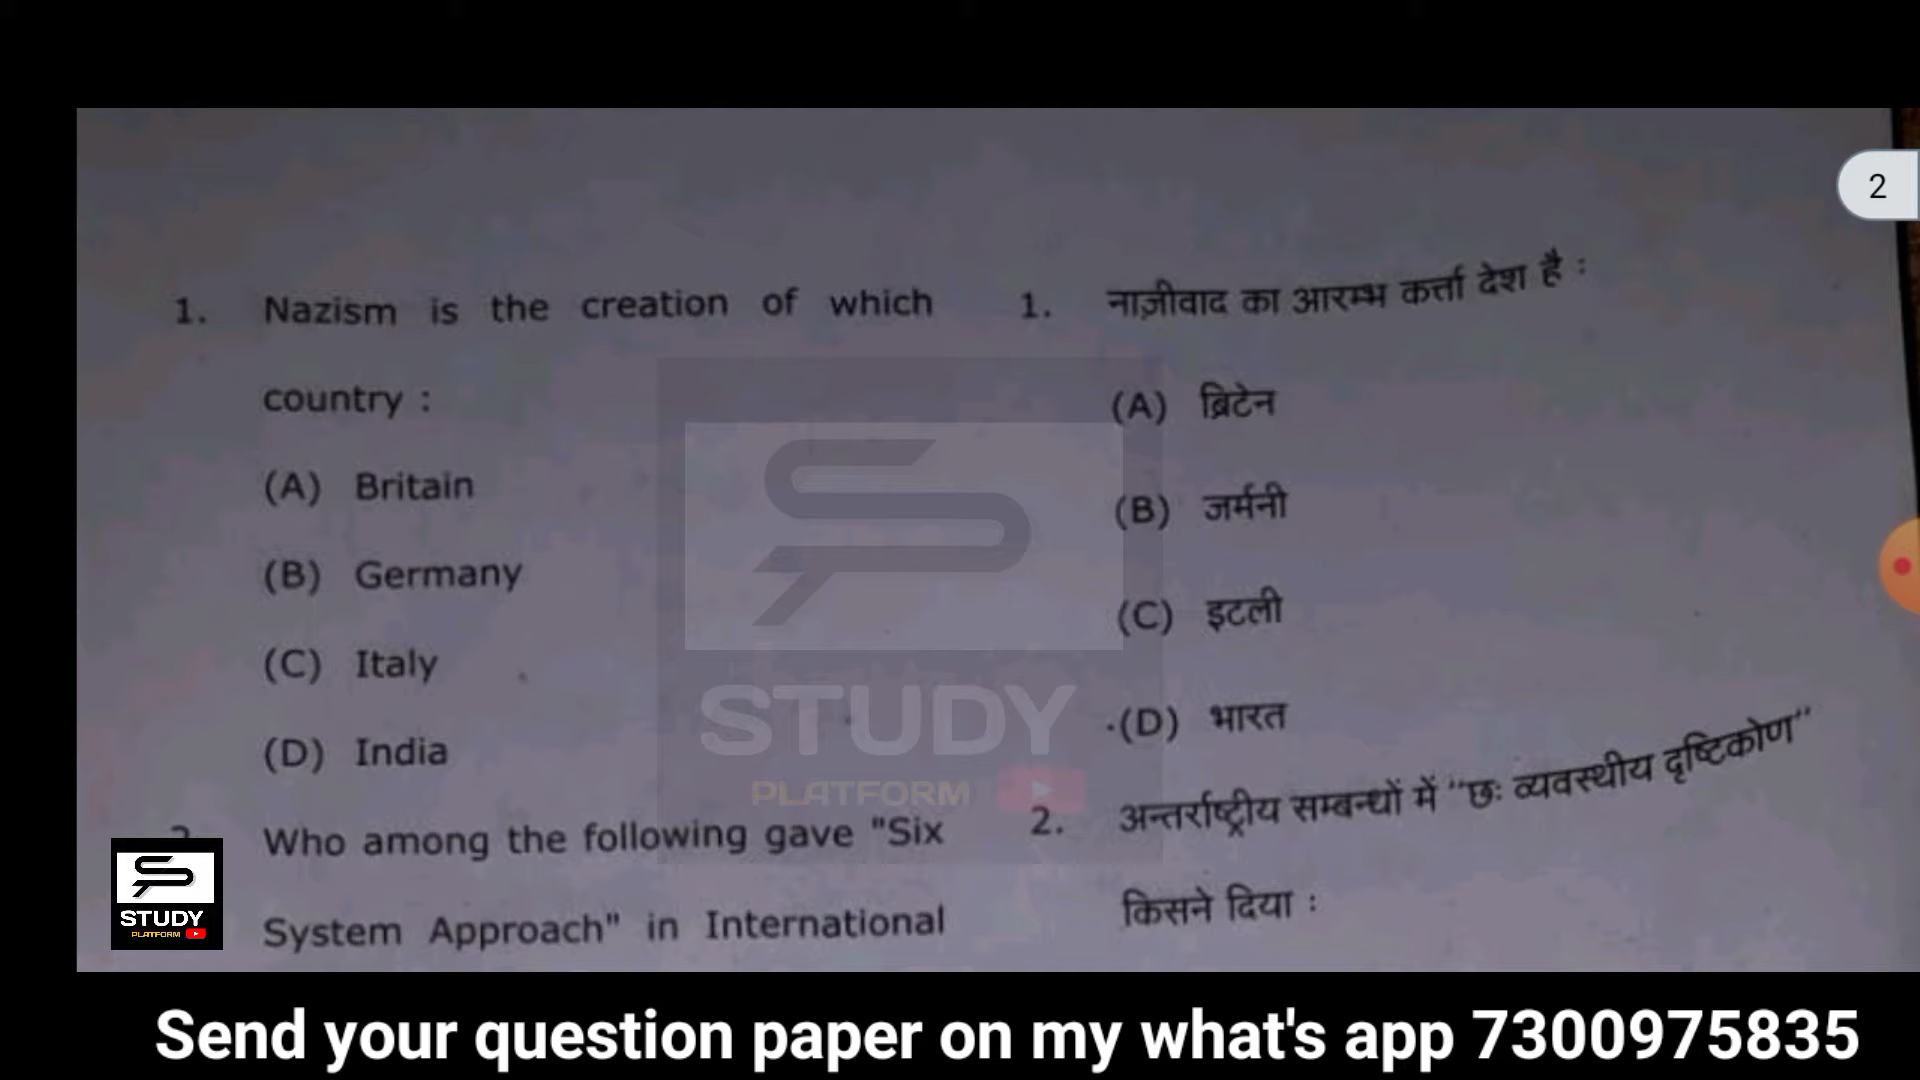 2
1. Nazism is the creation of which
country :
(A) Britain
(B) Germany
(C) Italy
(D) India
Who among the following gave "Six
System Approach" in International
1. नाज़ीवाद का आरम्भ कर्त्ता देश है :
(A) ब्रिटेन
(B) जर्मनी
(C) इटली
(D) भारत
2. अन्तर्राष्ट्रीय सम्बन्धों में "छः व्यवस्थीय दृष्टिकोण"
किसने दिया :
STUDY
PLATFORM
STUDY
PLATFORM
Send your question paper on my what's app 7300975835